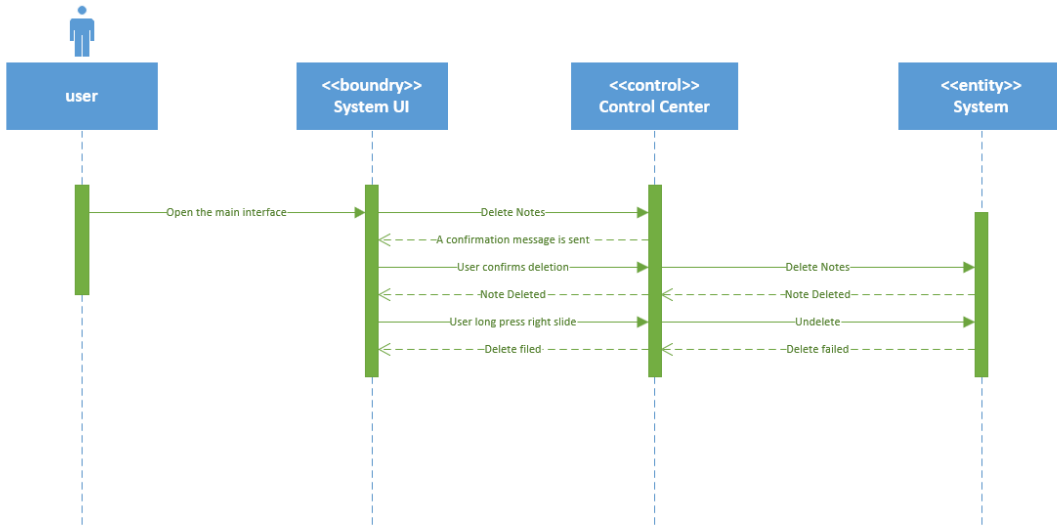 user
<<boundry>>
System UI
<<control>>
Control Center
<<entity>>
System
Open the main interface
Delete Notes
A confirmation message is sent
User confirms deletion
Delete Notes
Note Deleted
Note Deleted
User long press right slide
Undelete
Delete filed
Delete failed